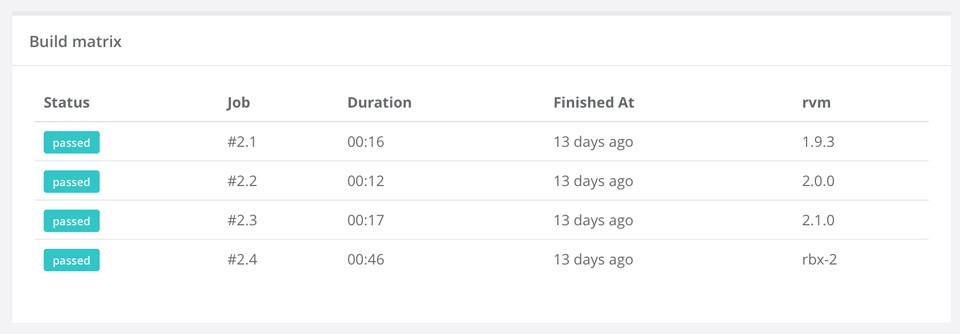 Build matrix
Status Job Duration Finished At rvm
passed #2.1 00:16 13 days ago 1.9.3
passed #2.2 00:12 13 days ago 2.0.0
passed #2.3 00:17 13 days ago 2.1.0
passed #2.4 00:46 13 days ago rbx-2